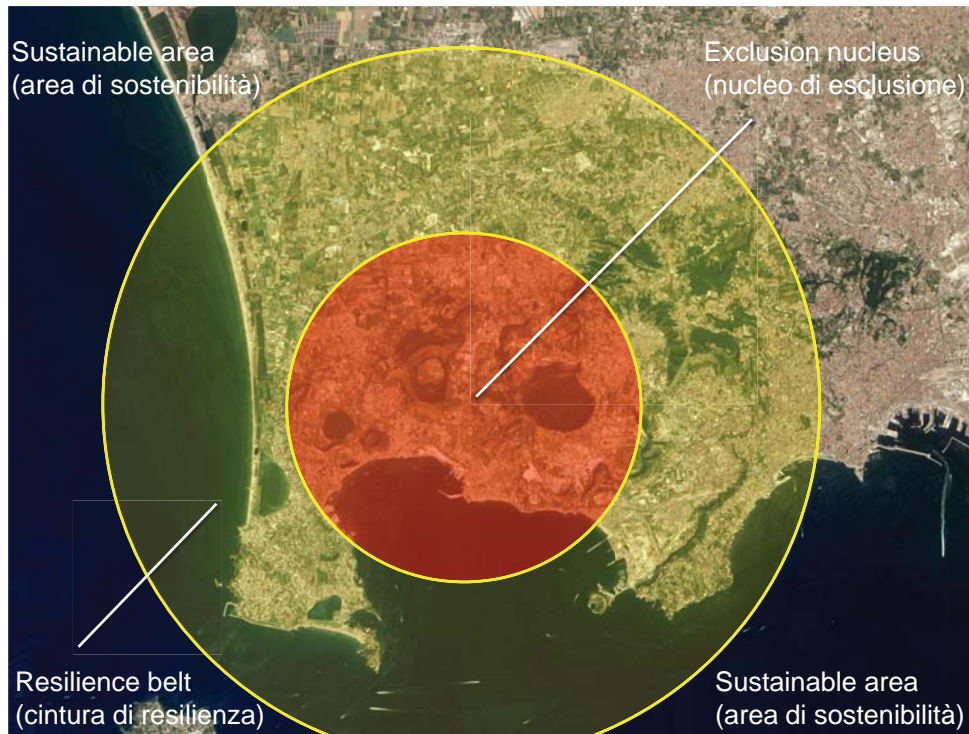 Sustainable area
(area di sostenibilità)
Exclusion nucleus
(nucleo di esclusione)
Resilience belt
(cintura di resilienza)
Sustainable area
(area di sostenibilità)